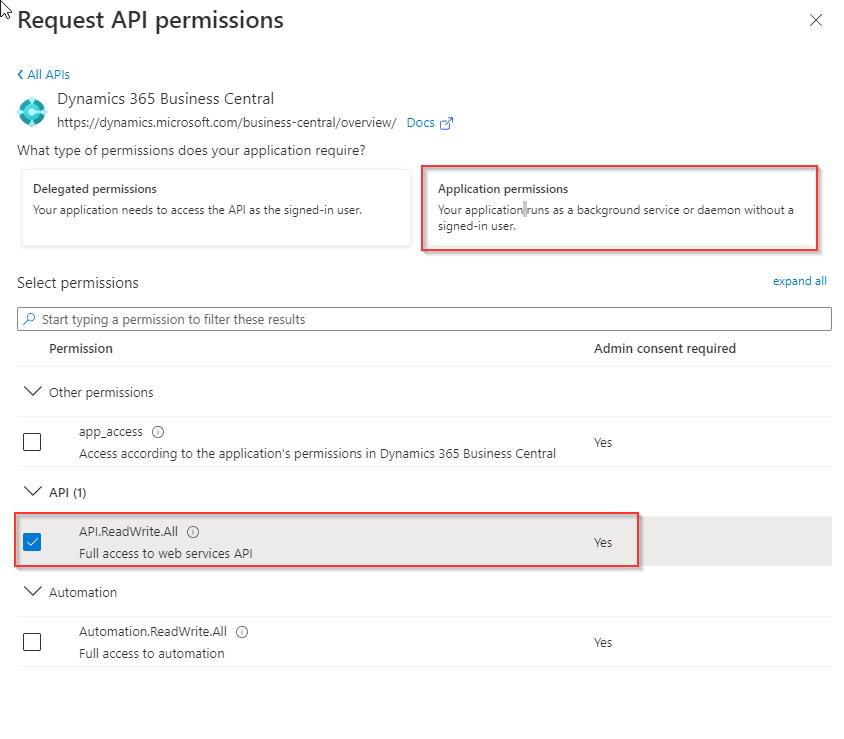 Request API permissions
All APIs
Dynamics 365 Business Central
https://dynamics.microsoft.com/business-central/overview/ Docs
What type of permissions does your application require?
Delegated permissions
Your application needs to access the API as the signed-in user.
Application permissions
Your application runs as a background service or daemon without a
signed-in user.
Select permissions
expand all
Start typing a permission to filter these results
Permission
Admin consent required
Other permissions
app_access
Access according to the application's permissions in Dynamics 365 Business Central
Yes
API (1)
API.ReadWrite.All
Full access to web services API
Yes
Automation
Automation.ReadWrite.All
Full access to automation
Yes